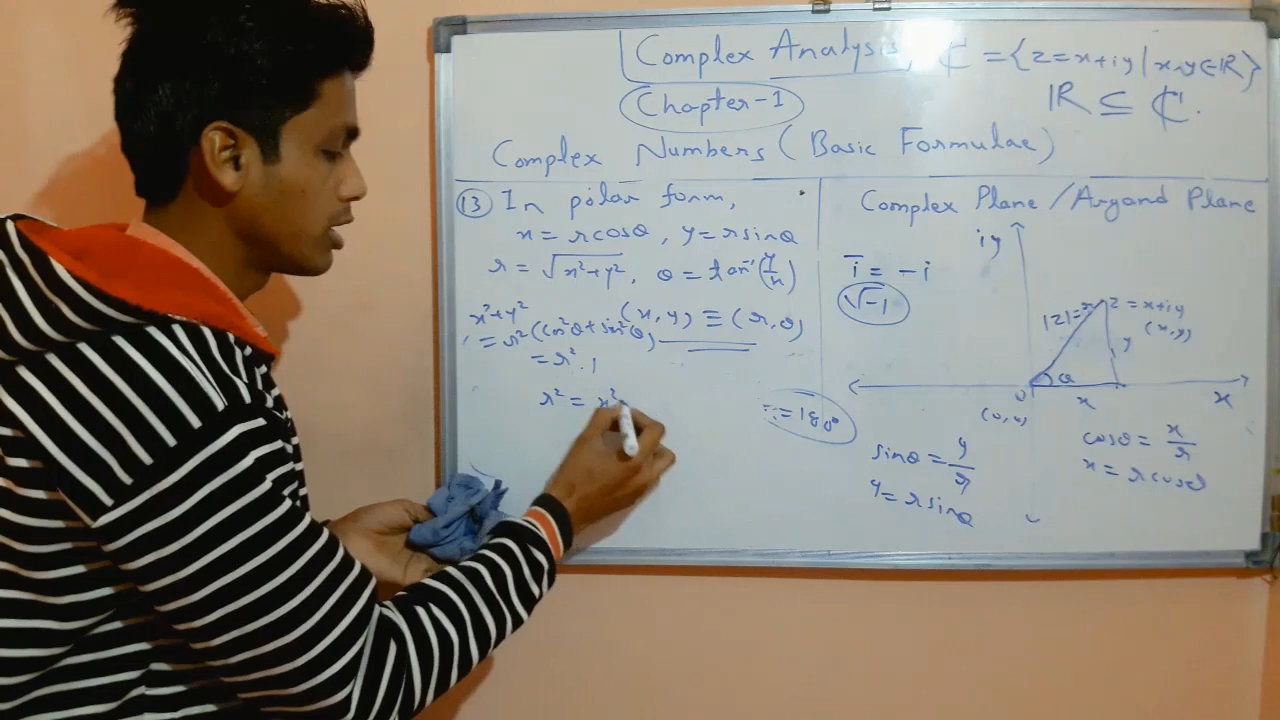 Complex Analysis, ℂ = {z = x+iy | x, y ∈ ℝ}
Chapter-1
ℝ ⊆ ℂ.
Complex Numbers (Basic Formulae)
(13) In polar form,
x = r cosθ, y = r sinθ
r = √x²+y², θ = tan⁻¹(y/x)
(x, y) ≡ (r, θ)
x²+y²
= r²(cos²θ + sin²θ)
= r².1
r² = x²
= 180°
Complex Plane / Argand Plane
iy
i̅ = -i
√-1
|z|=r
z = x+iy
(x, y)
y
θ
0
x
x
(0, 0)
sinθ = y/r
y = r sinθ
cosθ = x/r
x = r cosθ